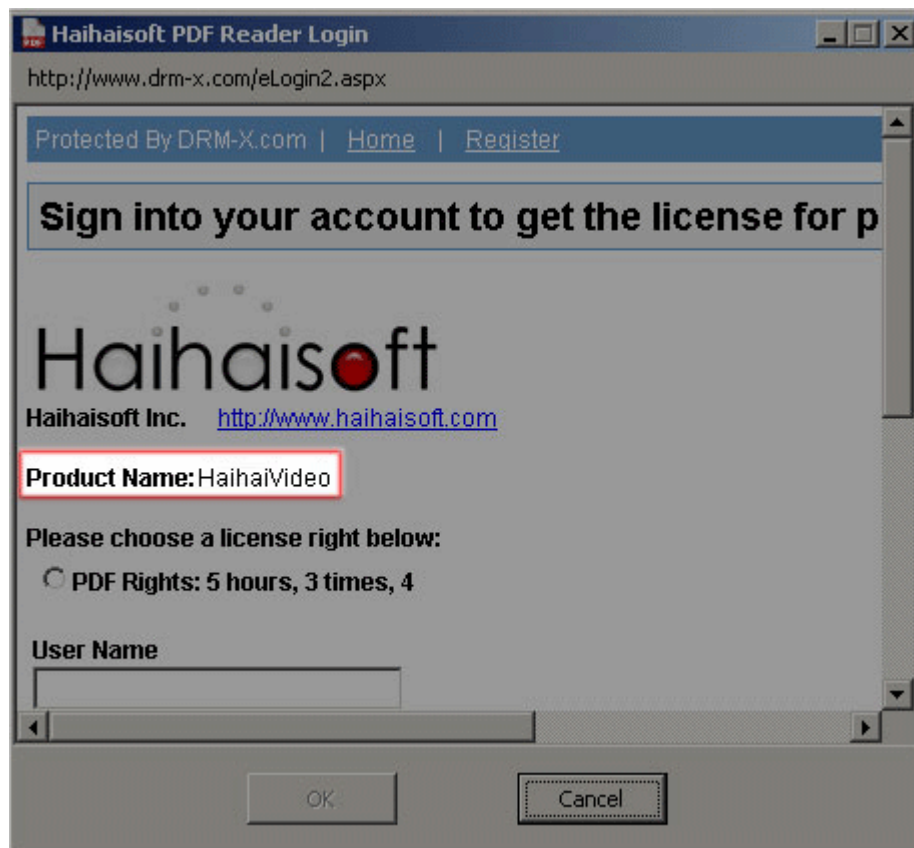 Haihaisoft PDF Reader Login
http://www.drm-x.com/eLogin2.aspx
Protected By DRM-X.com | Home | Register
Sign into your account to get the license for p
Haihaisoft
Haihaisoft Inc. http://www.haihaisoft.com
Product Name: HaihaiVideo
Please choose a license right below:
PDF Rights: 5 hours, 3 times, 4
User Name
OK Cancel